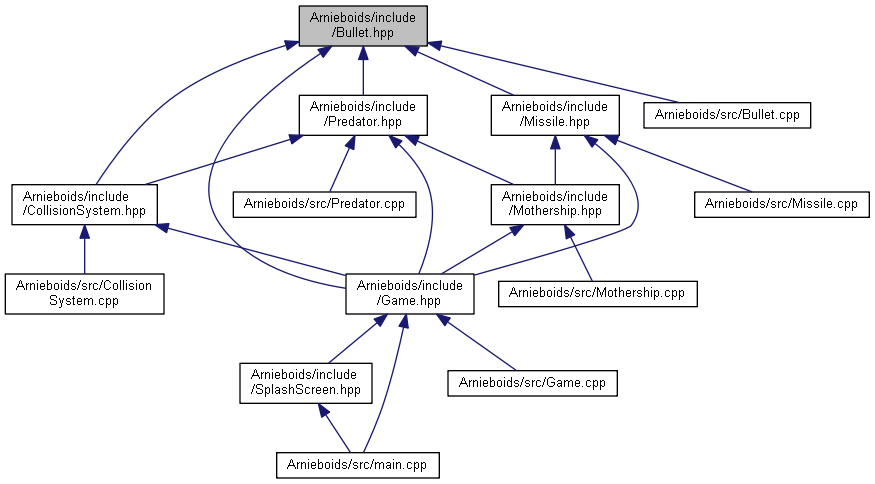 Arnieboids/include
/Bullet.hpp
Arnieboids/include
/Predator.hpp
Arnieboids/include
/Missile.hpp
Arnieboids/src/Bullet.cpp
Arnieboids/include
/CollisionSystem.hpp
Arnieboids/src/Predator.cpp
Arnieboids/include
/Mothership.hpp
Arnieboids/src/Missile.cpp
Arnieboids/src/Collision
System.cpp
Arnieboids/include
/Game.hpp
Arnieboids/src/Mothership.cpp
Arnieboids/include
/SplashScreen.hpp
Arnieboids/src/Game.cpp
Arnieboids/src/main.cpp